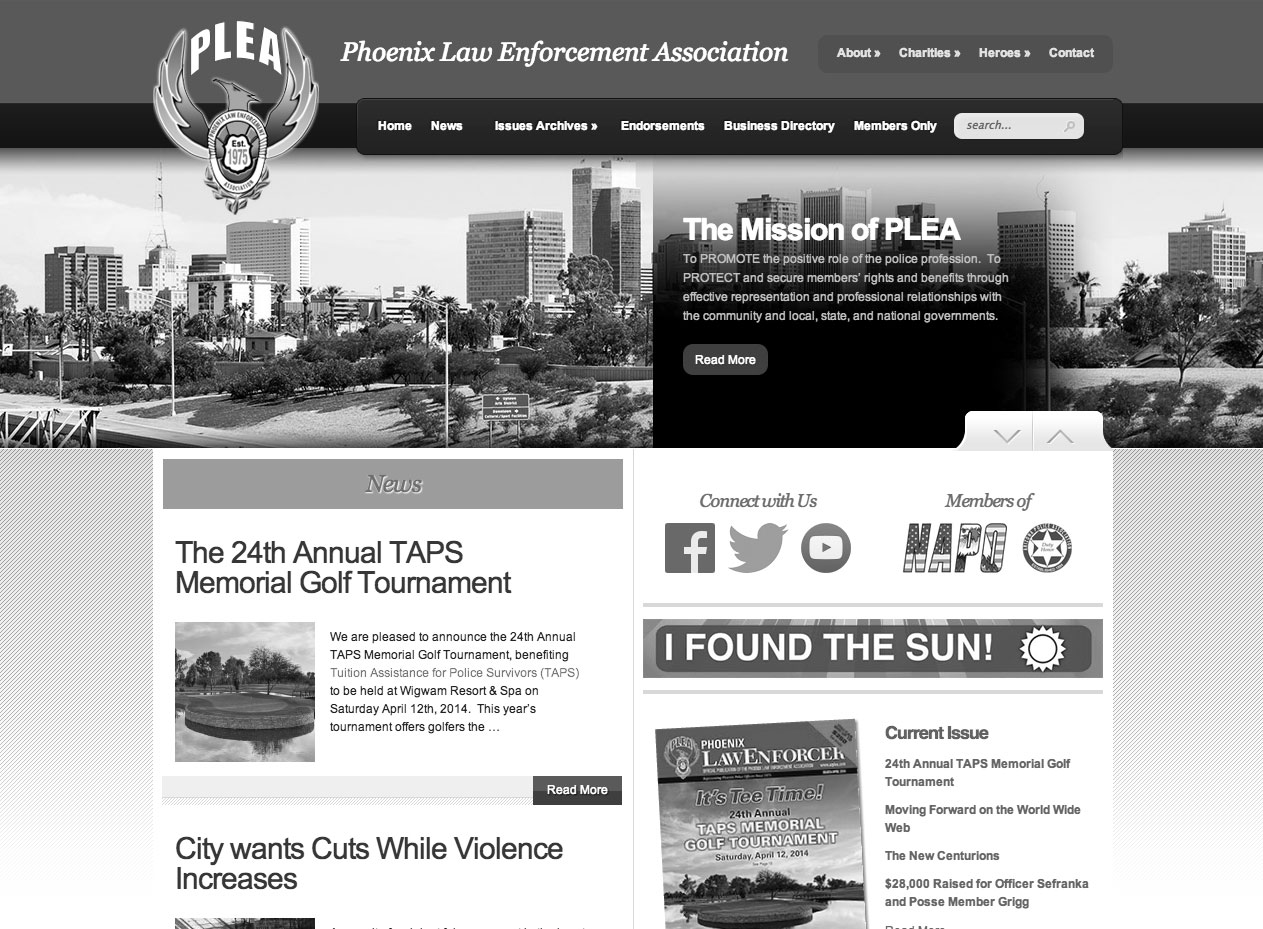 PLEA
PHOENIX LAW ENFORCEMENT
Est.
1975
ASSOCIATION
Phoenix Law Enforcement Association
About »
Charities »
Heroes »
Contact
Home
News
Issues Archives »
Endorsements
Business Directory
Members Only
search...
The Mission of PLEA
To PROMOTE the positive role of the police profession.  To
PROTECT and secure members’ rights and benefits through
effective representation and professional relationships with
the community and local, state, and national governments.
Read More
News
The 24th Annual TAPS
Memorial Golf Tournament
We are pleased to announce the 24th Annual
TAPS Memorial Golf Tournament, benefiting
Tuition Assistance for Police Survivors (TAPS)
to be held at Wigwam Resort & Spa on
Saturday April 12th, 2014.  This year’s
tournament offers golfers the …
Read More
City wants Cuts While Violence
Increases
Connect with Us
Members of
NAPO
I FOUND THE SUN!
PLEA
PHOENIX
LAW ENFORCER
It's Tee Time!
24th Annual
TAPS MEMORIAL
GOLF TOURNAMENT
Saturday, April 12, 2014
Current Issue
24th Annual TAPS Memorial Golf
Tournament
Moving Forward on the World Wide
Web
The New Centurions
$28,000 Raised for Officer Sefranka
and Posse Member Grigg